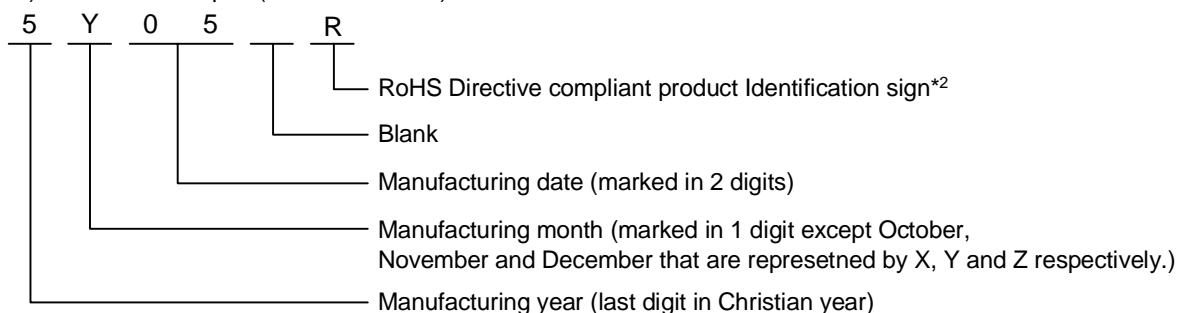 5 Y 0 5 R
RoHS Directive compliant product Identification sign*2
Blank
Manufacturing date (marked in 2 digits)
Manufacturing month (marked in 1 digit except October,
November and December that are represetned by X, Y and Z respectively.)
Manufacturing year (last digit in Christian year)